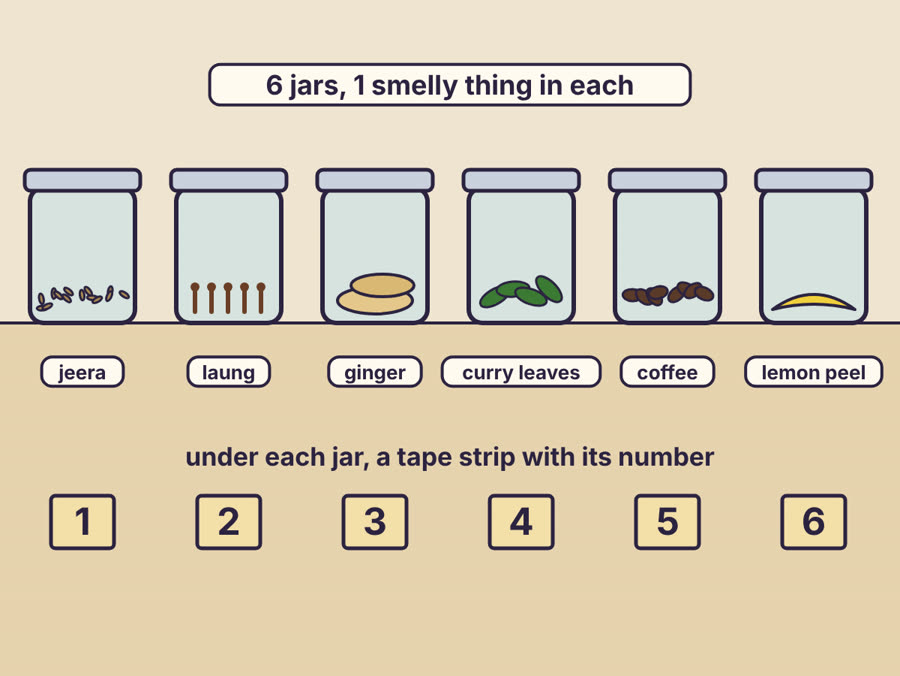 6 jars, 1 smelly thing in each
jeera
laung
ginger
curry leaves
coffee
lemon peel
under each jar, a tape strip with its number
1
2
3
4
5
6